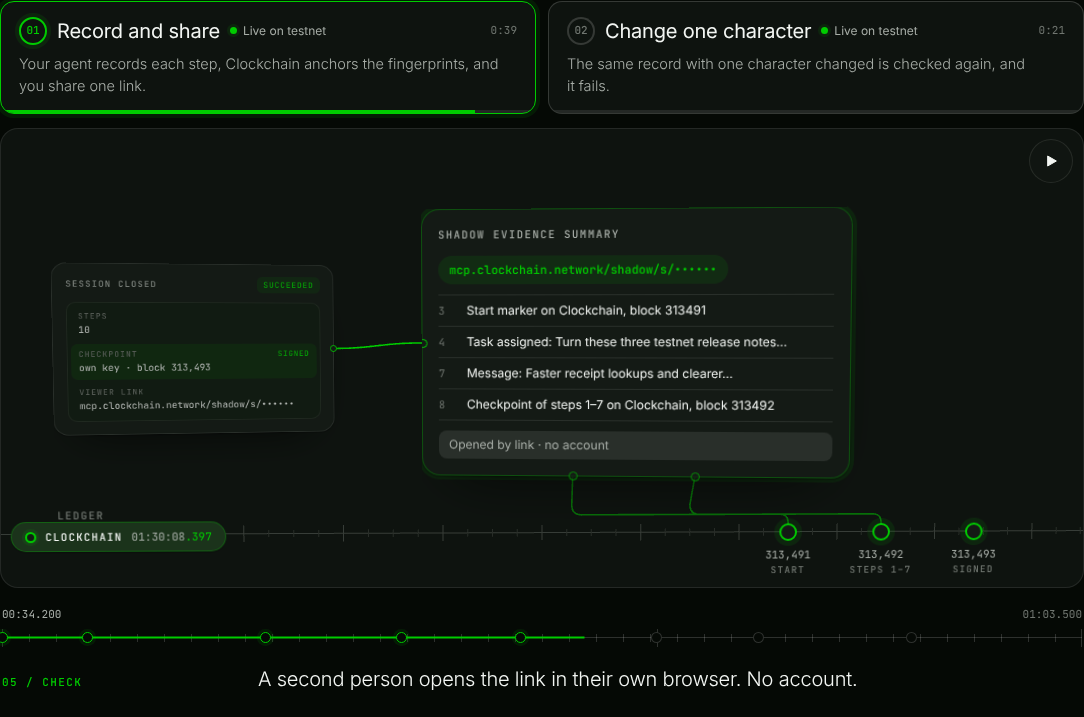 01 Record and share Live on testnet 0:39
Your agent records each step, Clockchain anchors the fingerprints, and
you share one link.
02 Change one character Live on testnet 0:21
The same record with one character changed is checked again, and
it fails.
SESSION CLOSED SUCCEEDED
STEPS
10
CHECKPOINT SIGNED
own key · block 313,493
VIEWER LINK
mcp.clockchain.network/shadow/s/••••••
SHADOW EVIDENCE SUMMARY
mcp.clockchain.network/shadow/s/••••••
3 Start marker on Clockchain, block 313491
4 Task assigned: Turn these three testnet release notes...
7 Message: Faster receipt lookups and clearer...
8 Checkpoint of steps 1–7 on Clockchain, block 313492
Opened by link · no account
LEDGER
CLOCKCHAIN 01:30:08.397
313,491
START
313,492
STEPS 1–7
313,493
SIGNED
00:34.200 01:03.500
05 / CHECK
A second person opens the link in their own browser. No account.